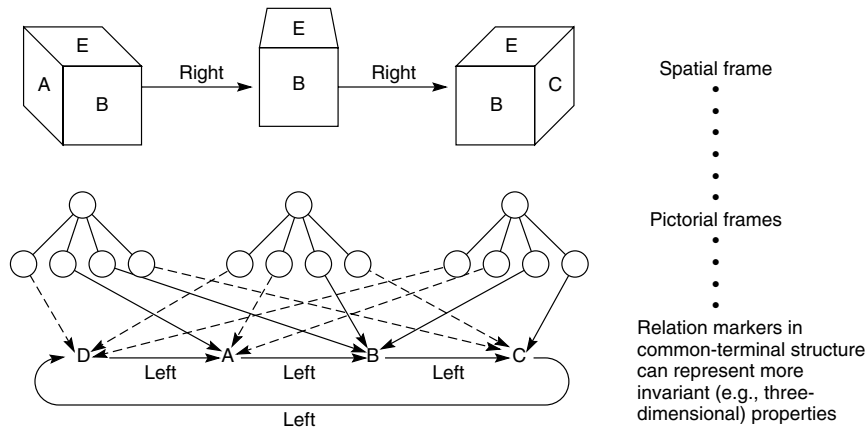 E
A
B
Right
E
B
Right
E
B
C
Spatial frame
Pictorial frames
D
A
B
C
Left
Left
Left
Left
Relation markers in
common-terminal structure
can represent more
invariant (e.g., three-
dimensional) properties